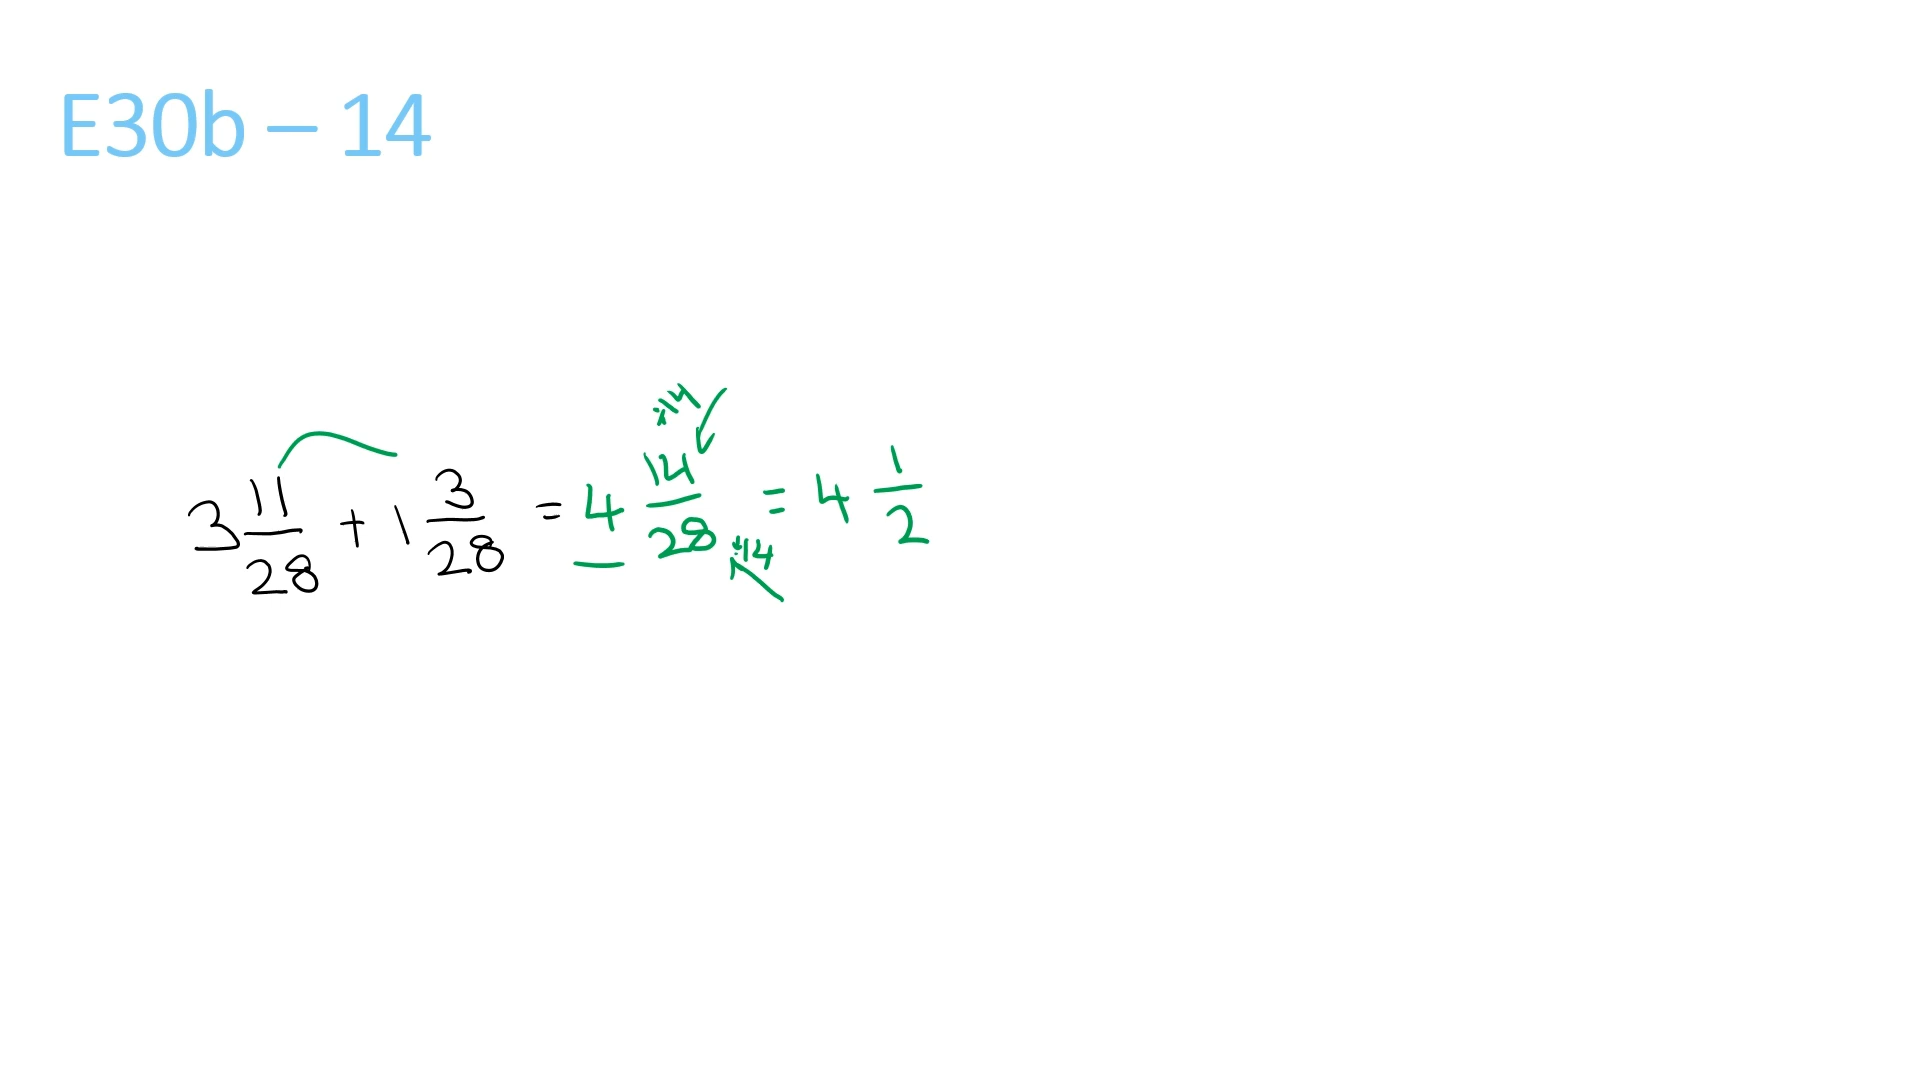 E30b – 14
3 11/28 + 1 3/28 = 4 14/28 = 4 1/2
÷14
÷14